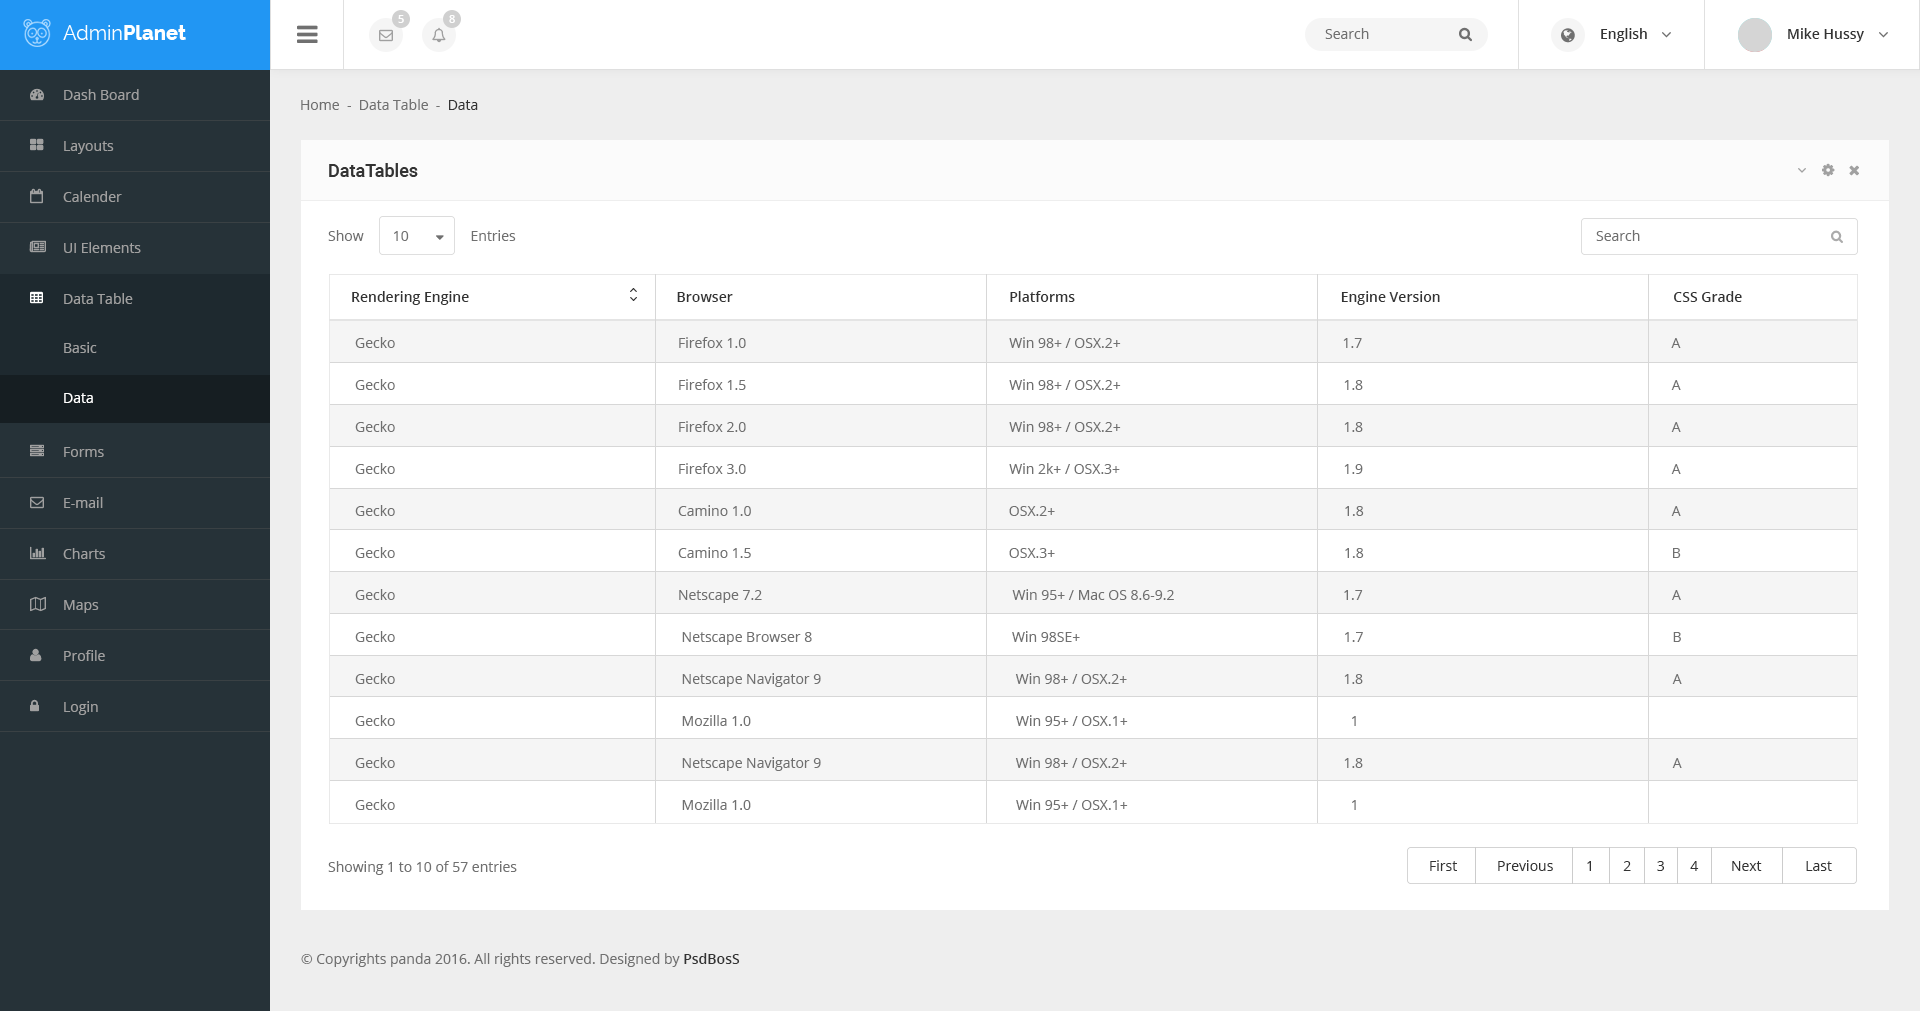 AdminPlanet
5
8
Search
English
Mike Hussy
Dash Board
Layouts
Calender
UI Elements
Data Table
Basic
Data
Forms
E-mail
Charts
Maps
Profile
Login
Home - Data Table - Data
DataTables
Show 10 Entries
Search
Rendering Engine Browser Platforms Engine Version CSS Grade
Gecko Firefox 1.0 Win 98+ / OSX.2+ 1.7 A
Gecko Firefox 1.5 Win 98+ / OSX.2+ 1.8 A
Gecko Firefox 2.0 Win 98+ / OSX.2+ 1.8 A
Gecko Firefox 3.0 Win 2k+ / OSX.3+ 1.9 A
Gecko Camino 1.0 OSX.2+ 1.8 A
Gecko Camino 1.5 OSX.3+ 1.8 B
Gecko Netscape 7.2 Win 95+ / Mac OS 8.6-9.2 1.7 A
Gecko Netscape Browser 8 Win 98SE+ 1.7 B
Gecko Netscape Navigator 9 Win 98+ / OSX.2+ 1.8 A
Gecko Mozilla 1.0 Win 95+ / OSX.1+ 1
Gecko Netscape Navigator 9 Win 98+ / OSX.2+ 1.8 A
Gecko Mozilla 1.0 Win 95+ / OSX.1+ 1
Showing 1 to 10 of 57 entries
First Previous 1 2 3 4 Next Last
© Copyrights panda 2016. All rights reserved. Designed by PsdBosS